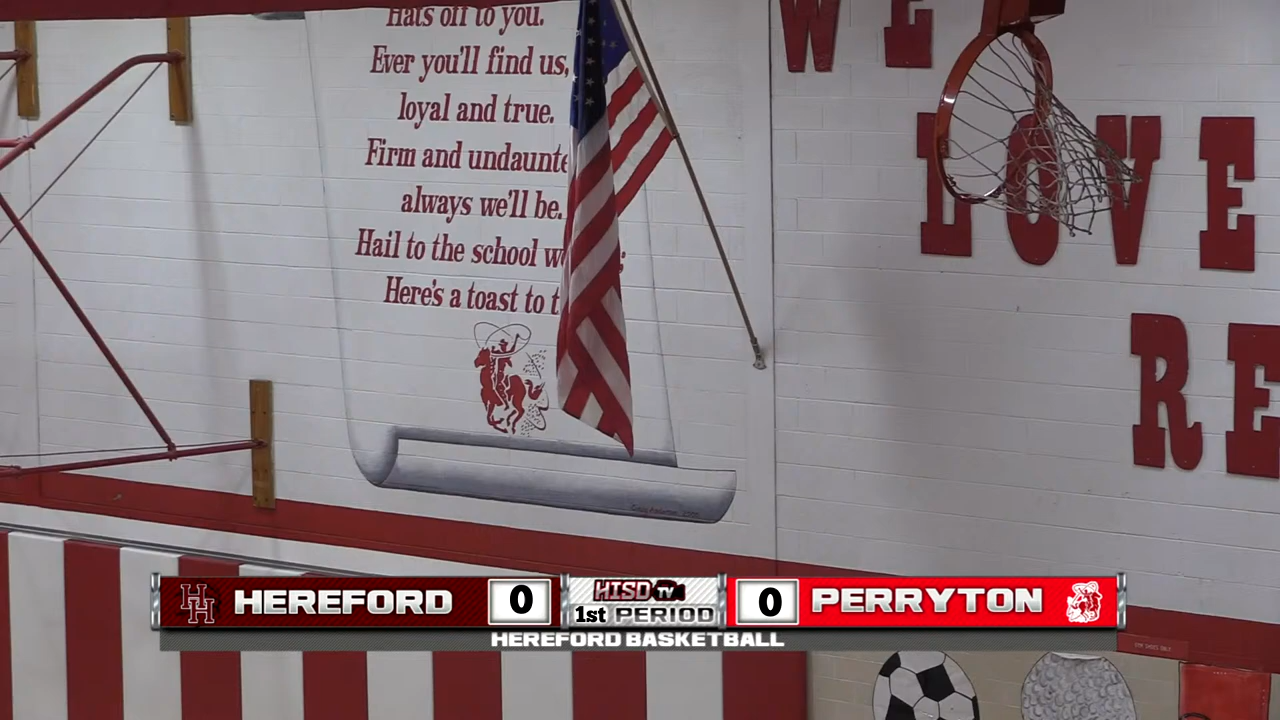 Hats off to you.
Ever you'll find us,
loyal and true.
Firm and undaunte
always we'll be.
Hail to the school w
Here's a toast to t
WE
LOVE
RE
HH HEREFORD 0
HISD TV
1st PERIOD
0 PERRYTON
HEREFORD BASKETBALL